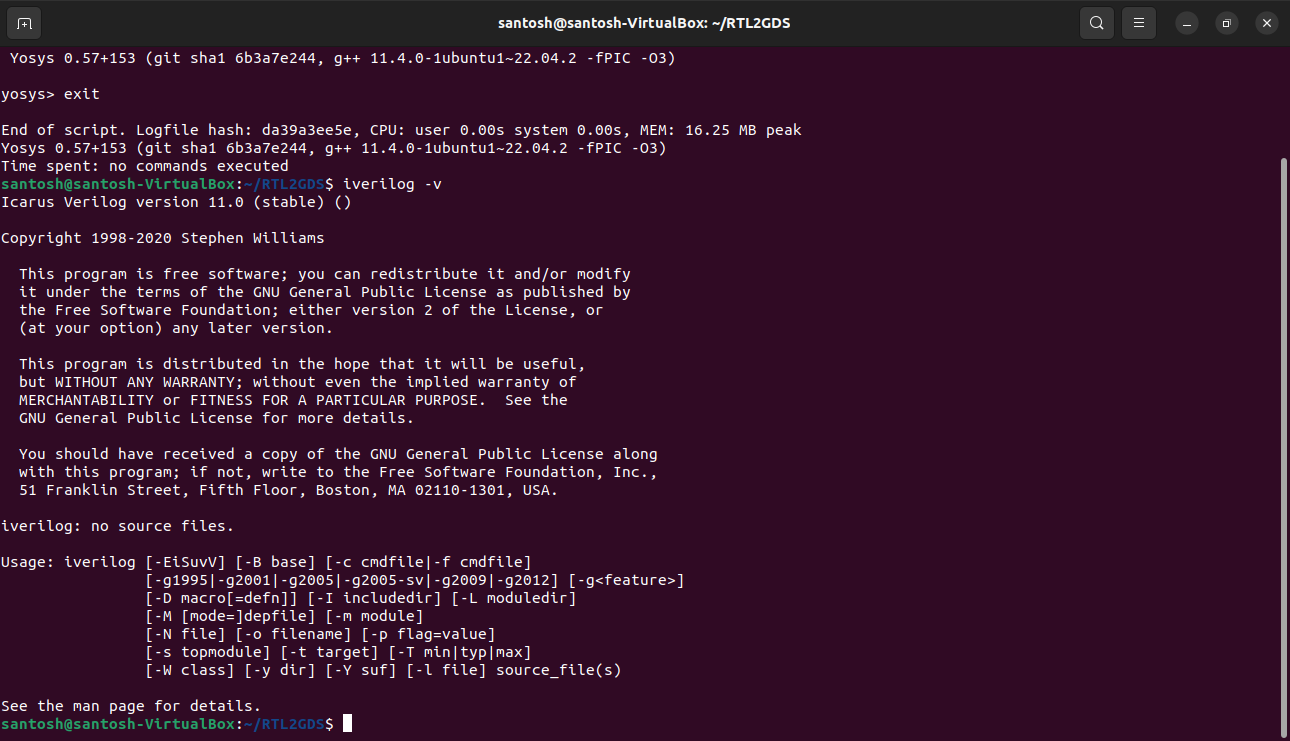 santosh@santosh-VirtualBox: ~/RTL2GDS
Yosys 0.57+153 (git sha1 6b3a7e244, g++ 11.4.0-1ubuntu1~22.04.2 -fPIC -O3)
yosys> exit
End of script. Logfile hash: da39a3ee5e, CPU: user 0.00s system 0.00s, MEM: 16.25 MB peak
Yosys 0.57+153 (git sha1 6b3a7e244, g++ 11.4.0-1ubuntu1~22.04.2 -fPIC -O3)
Time spent: no commands executed
santosh@santosh-VirtualBox:~/RTL2GDS$ iverilog -v
Icarus Verilog version 11.0 (stable) ()
Copyright 1998-2020 Stephen Williams
This program is free software; you can redistribute it and/or modify
it under the terms of the GNU General Public License as published by
the Free Software Foundation; either version 2 of the License, or
(at your option) any later version.
This program is distributed in the hope that it will be useful,
but WITHOUT ANY WARRANTY; without even the implied warranty of
MERCHANTABILITY or FITNESS FOR A PARTICULAR PURPOSE.  See the
GNU General Public License for more details.
You should have received a copy of the GNU General Public License along
with this program; if not, write to the Free Software Foundation, Inc.,
51 Franklin Street, Fifth Floor, Boston, MA 02110-1301, USA.
iverilog: no source files.
Usage: iverilog [-EiSuvV] [-B base] [-c cmdfile|-f cmdfile]
[-g1995|-g2001|-g2005|-g2005-sv|-g2009|-g2012] [-g<feature>]
[-D macro[=defn]] [-I includedir] [-L moduledir]
[-M [mode=]depfile] [-m module]
[-N file] [-o filename] [-p flag=value]
[-s topmodule] [-t target] [-T min|typ|max]
[-W class] [-y dir] [-Y suf] [-l file] source_file(s)
See the man page for details.
santosh@santosh-VirtualBox:~/RTL2GDS$